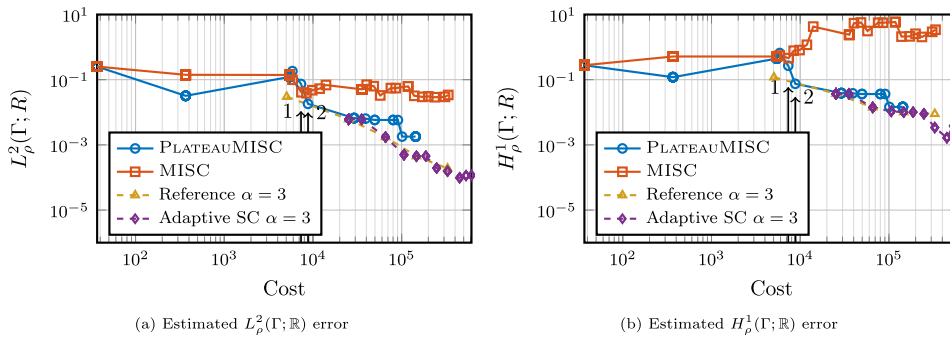 10^1
10^{-1}
10^{-3}
10^{-5}
L^2_ρ(Γ; R)
1
2
PLATEAUMISC
MISC
Reference α = 3
Adaptive SC α = 3
10^2
10^3
10^4
10^5
Cost
(a) Estimated L^2_ρ(Γ; ℝ) error
10^1
10^{-1}
10^{-3}
10^{-5}
H^1_ρ(Γ; R)
1
2
PLATEAUMISC
MISC
Reference α = 3
Adaptive SC α = 3
10^2
10^3
10^4
10^5
Cost
(b) Estimated H^1_ρ(Γ; ℝ) error